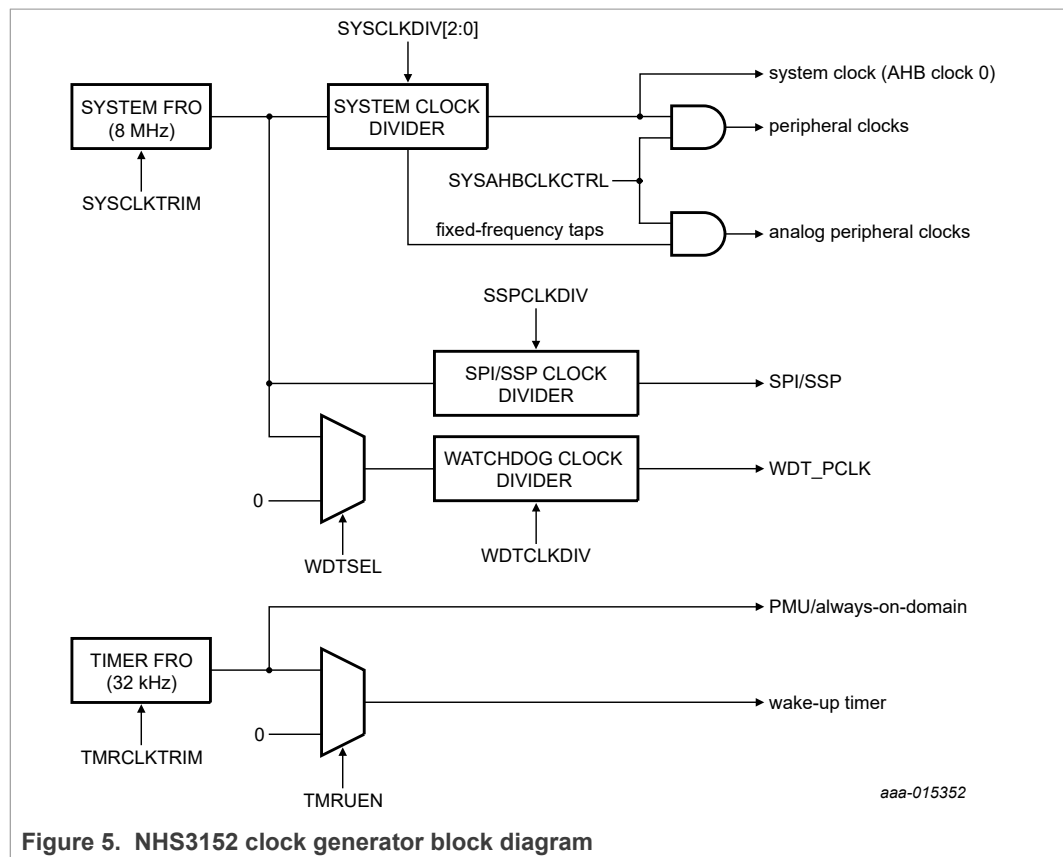 SYSCLKDIV[2:0]
system clock (AHB clock 0)
SYSTEM FRO
(8 MHz)
SYSTEM CLOCK
DIVIDER
peripheral clocks
SYSAHBCLKCTRL
SYSCLKTRIM
fixed-frequency taps
analog peripheral clocks
SSPCLKDIV
SPI/SSP CLOCK
DIVIDER
SPI/SSP
WATCHDOG CLOCK
DIVIDER
WDT_PCLK
0
WDTSEL
WDTCLKDIV
PMU/always-on-domain
TIMER FRO
(32 kHz)
wake-up timer
0
TMRCLKTRIM
TMRUEN
aaa-015352
Figure 5. NHS3152 clock generator block diagram